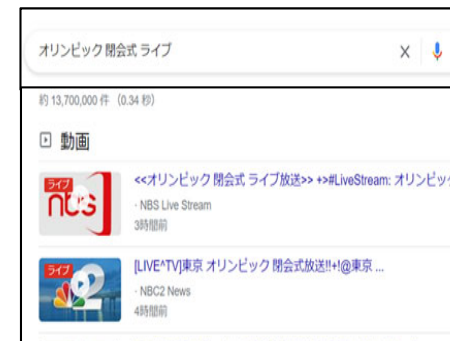 オリンピック 閉会式 ライブ
約 13,700,000 件 （0.34 秒）
動画
ライブ
nbs
<<オリンピック 閉会式 ライブ放送>> +>#LiveStream: オリンピック
· NBS Live Stream
3時間前
ライブ
2
[LIVE^TV]東京 オリンピック 閉会式放送!!+!@東京 ...
· NBC2 News
4時間前